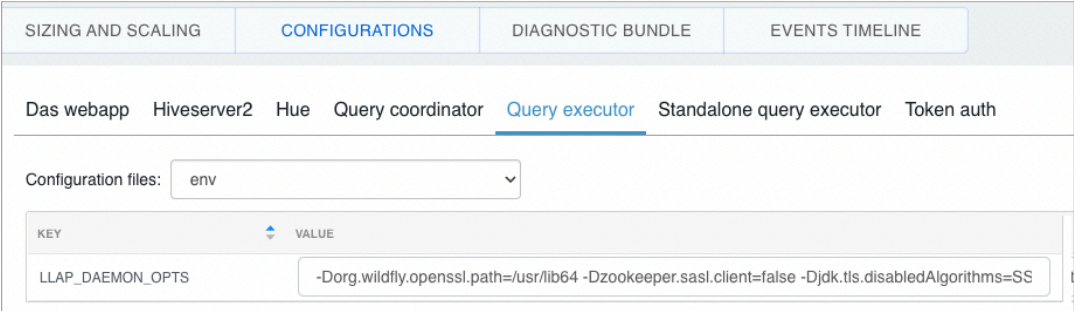 SIZING AND SCALING CONFIGURATIONS DIAGNOSTIC BUNDLE EVENTS TIMELINE
Das webapp Hiveserver2 Hue Query coordinator Query executor Standalone query executor Token auth
Configuration files: env
KEY VALUE
LLAP_DAEMON_OPTS -Dorg.wildfly.openssl.path=/usr/lib64 -Dzookeeper.sasl.client=false -Djdk.tls.disabledAlgorithms=SS